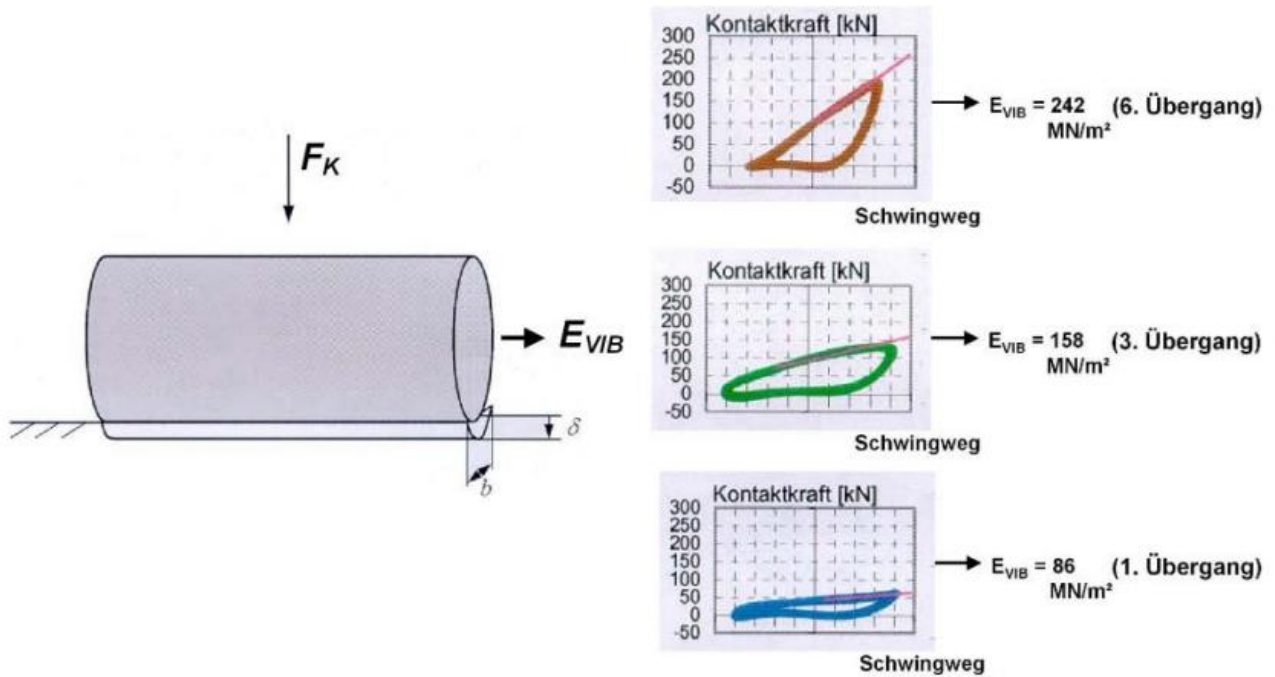 F_K
E_VIB
δ
b
Kontaktkraft [kN]
300
250
200
150
100
50
0
-50
Schwingweg
E_VIB = 242 (6. Übergang)
MN/m²
Kontaktkraft [kN]
300
250
200
150
100
50
0
-50
Schwingweg
E_VIB = 158 (3. Übergang)
MN/m²
Kontaktkraft [kN]
300
250
200
150
100
50
0
-50
Schwingweg
E_VIB = 86 (1. Übergang)
MN/m²